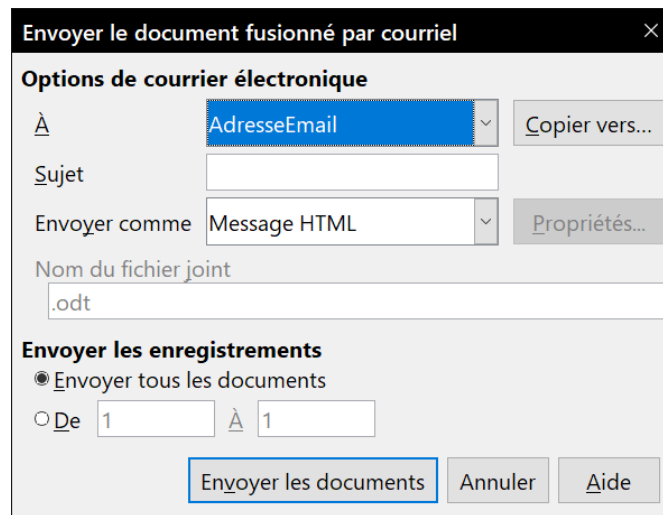 Envoyer le document fusionné par courriel
Options de courrier électronique
À AdresseEmail Copier vers...
Sujet
Envoyer comme Message HTML Propriétés...
Nom du fichier joint
.odt
Envoyer les enregistrements
Envoyer tous les documents
De 1 À 1
Envoyer les documents Annuler Aide